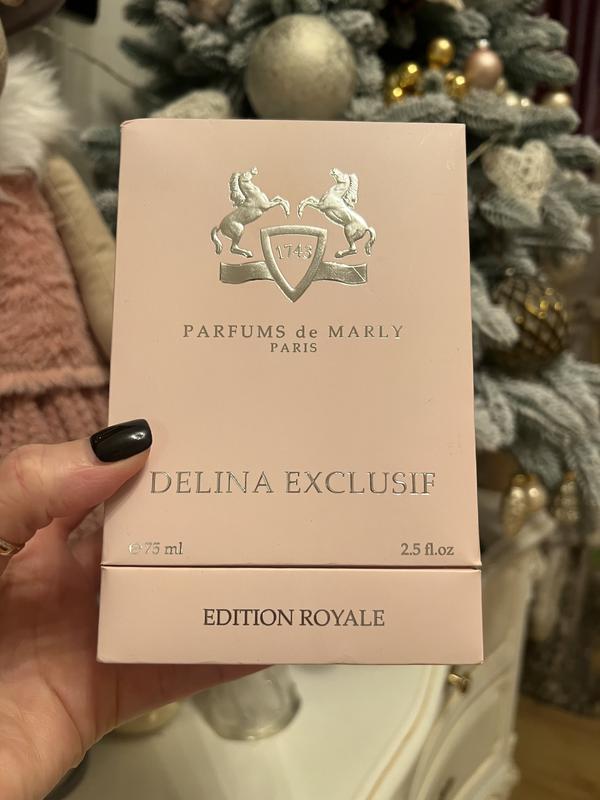 1743
PARFUMS de MARLY
PARIS
DELINA EXCLUSIF
℮ 75 ml 2.5 fl.oz
EDITION ROYALE